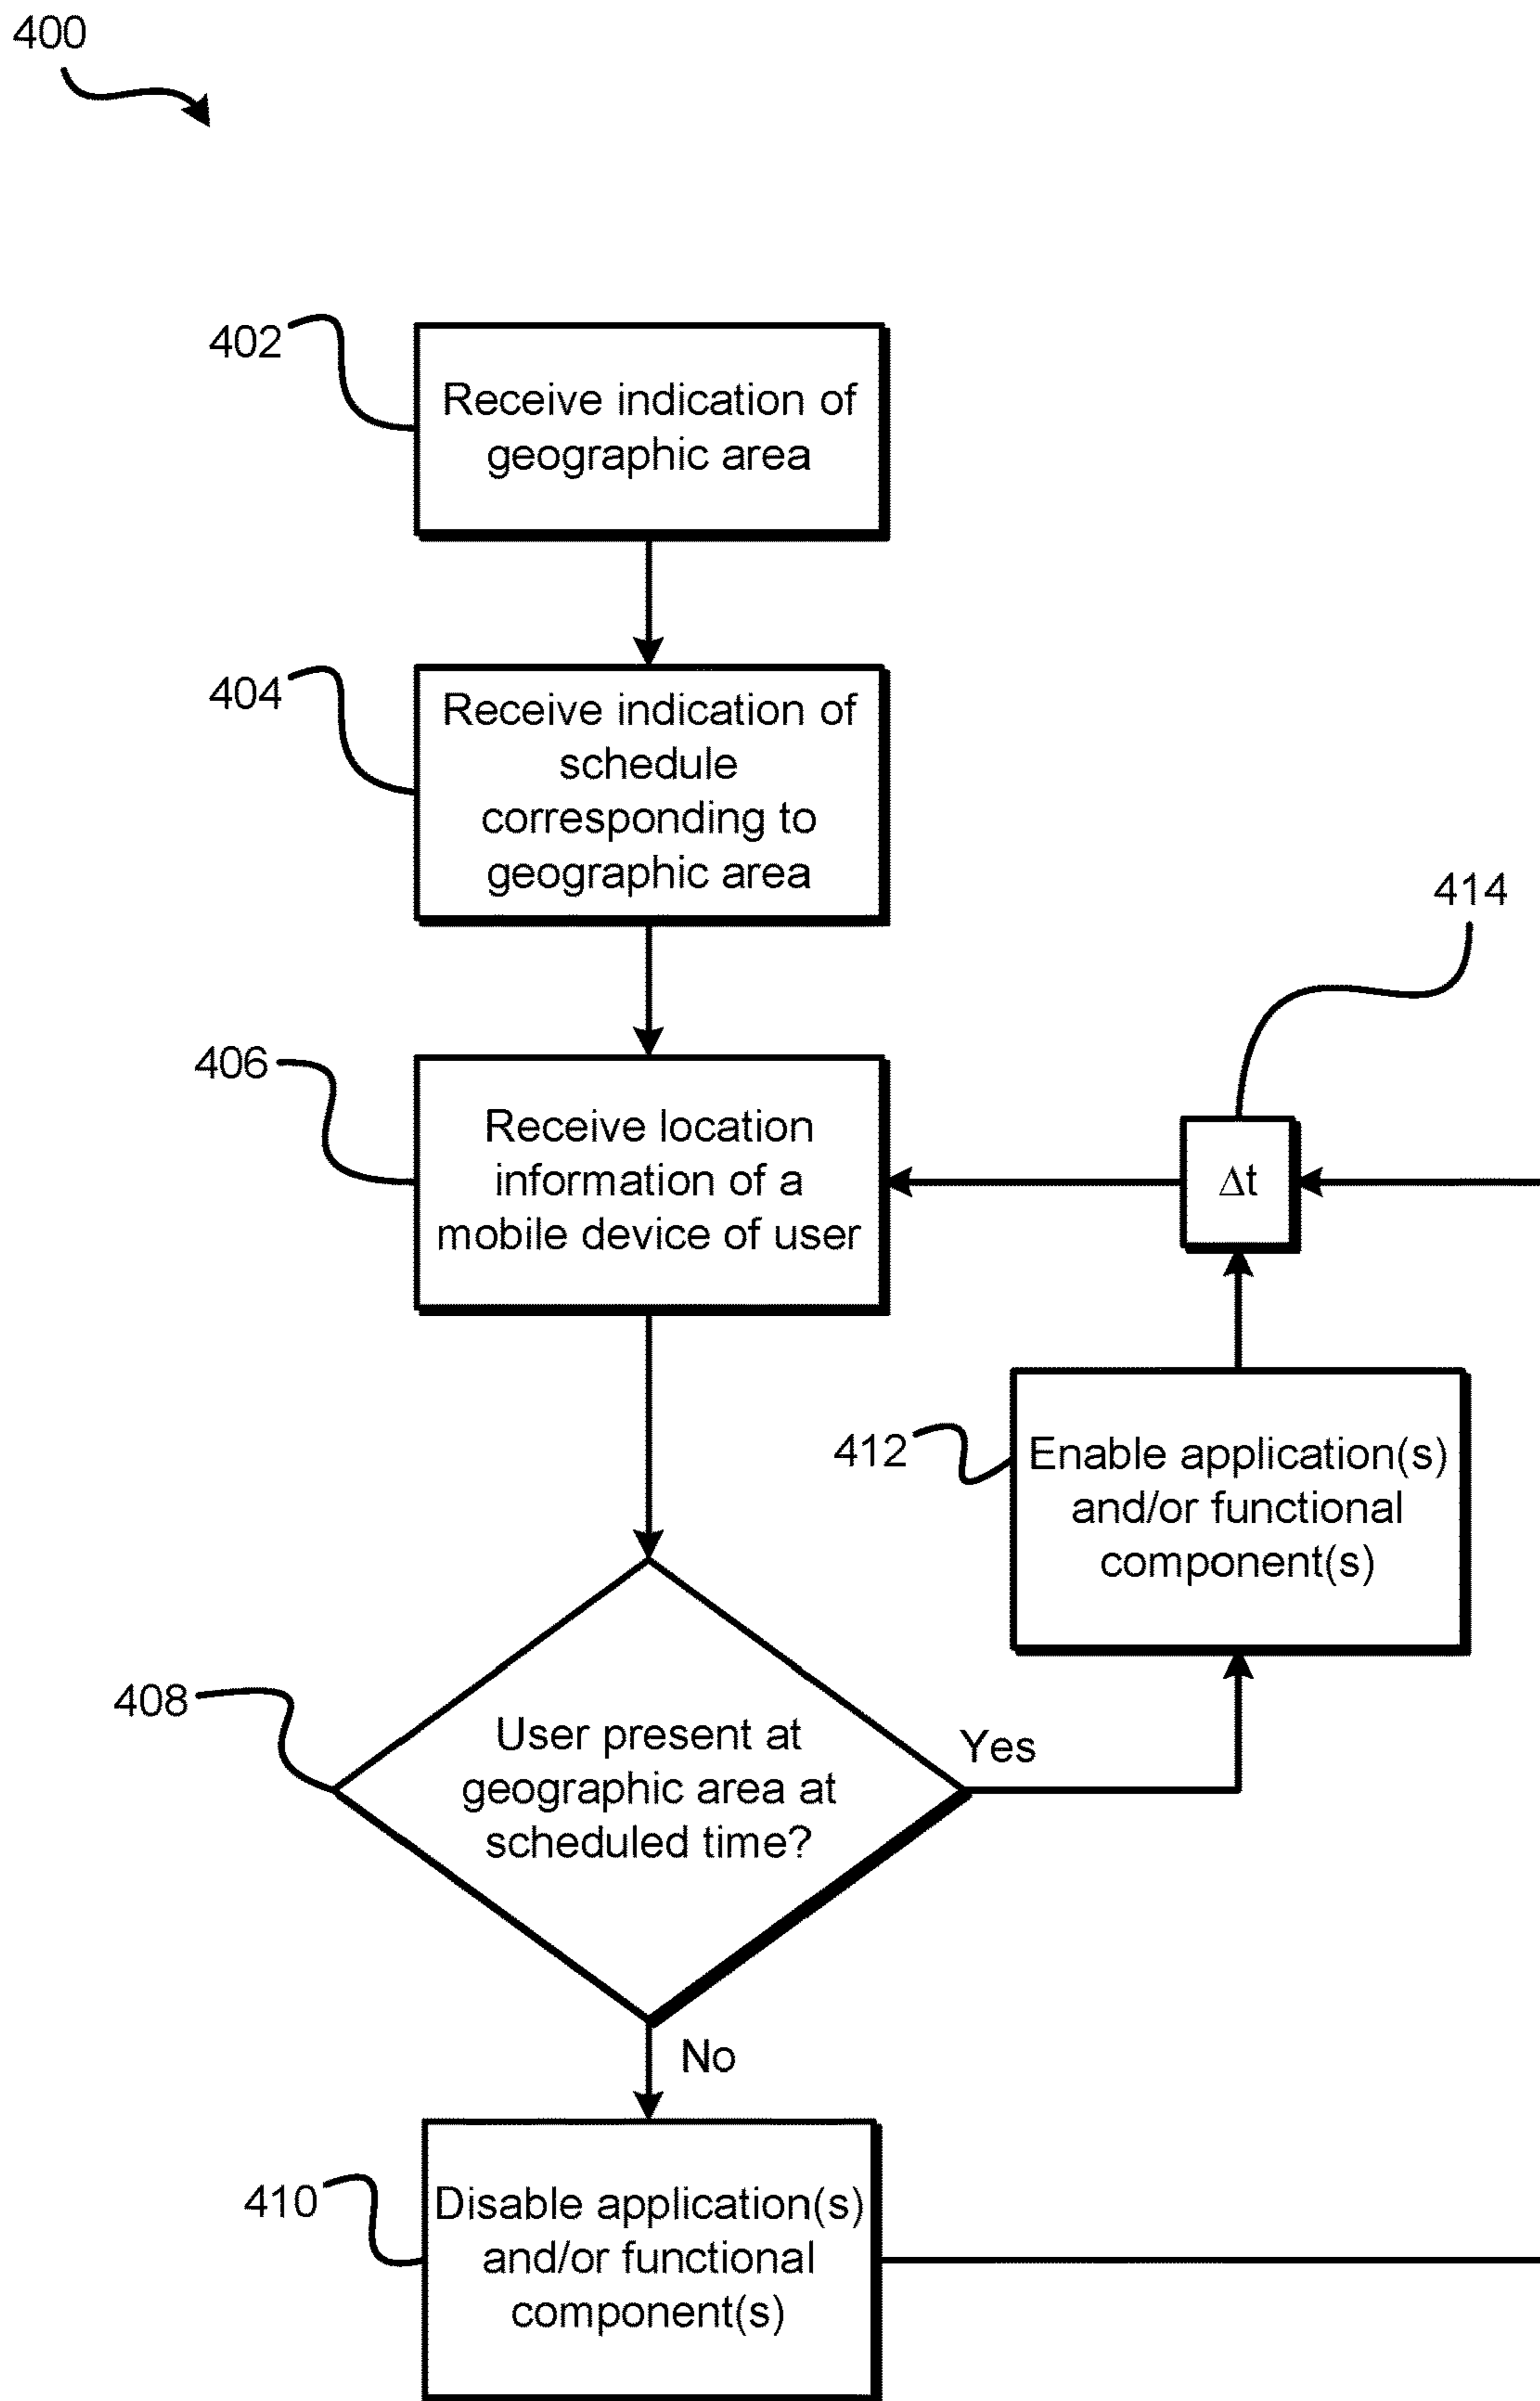 400
402
Receive indication of
geographic area
404
Receive indication of
schedule
corresponding to
geographic area
414
406
Receive location
information of a
mobile device of user
Δt
412
Enable application(s)
and/or functional
component(s)
408
User present at
geographic area at
scheduled time?
Yes
No
410
Disable application(s)
and/or functional
component(s)